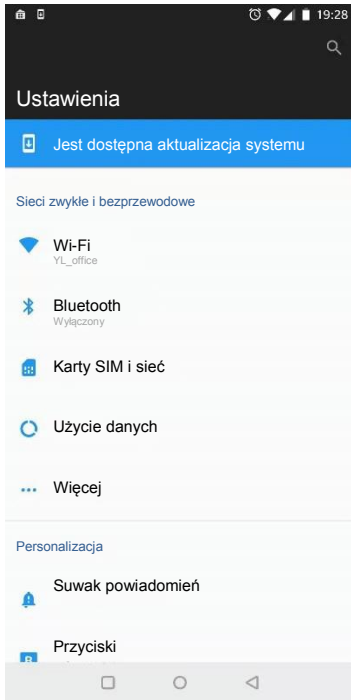 19:28
Ustawienia
Jest dostępna aktualizacja systemu
Sieci zwykłe i bezprzewodowe
Wi-Fi
YL_office
Bluetooth
Wyłączony
Karty SIM i sieć
Użycie danych
Więcej
Personalizacja
Suwak powiadomień
Przyciski